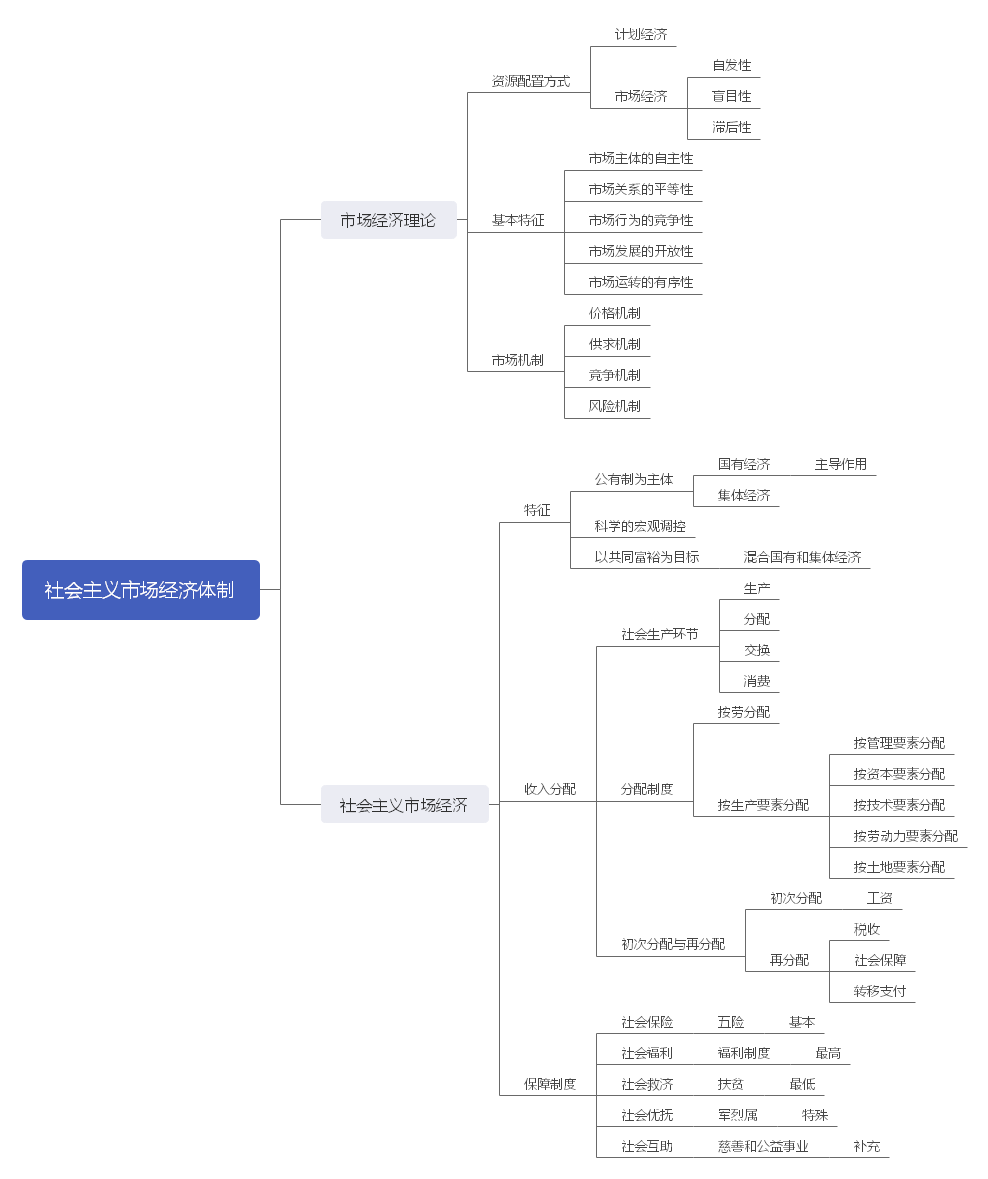 计划经济
自发性
资源配置方式
市场经济
盲目性
滞后性
市场主体的自主性
市场关系的平等性
市场经济理论
基本特征
市场行为的竞争性
市场发展的开放性
市场运转的有序性
价格机制
供求机制
市场机制
竞争机制
风险机制
国有经济
主导作用
公有制为主体
集体经济
特征
科学的宏观调控
以共同富裕为目标
混合国有和集体经济
社会主义市场经济体制
生产
分配
社会生产环节
交换
消费
按劳分配
按管理要素分配
按资本要素分配
收入分配
分配制度
按生产要素分配
按技术要素分配
社会主义市场经济
按劳动力要素分配
按土地要素分配
初次分配
工资
税收
初次分配与再分配
再分配
社会保障
转移支付
社会保险
五险
基本
社会福利
福利制度
最高
保障制度
社会救济
扶贫
最低
社会优抚
军烈属
特殊
社会互助
慈善和公益事业
补充